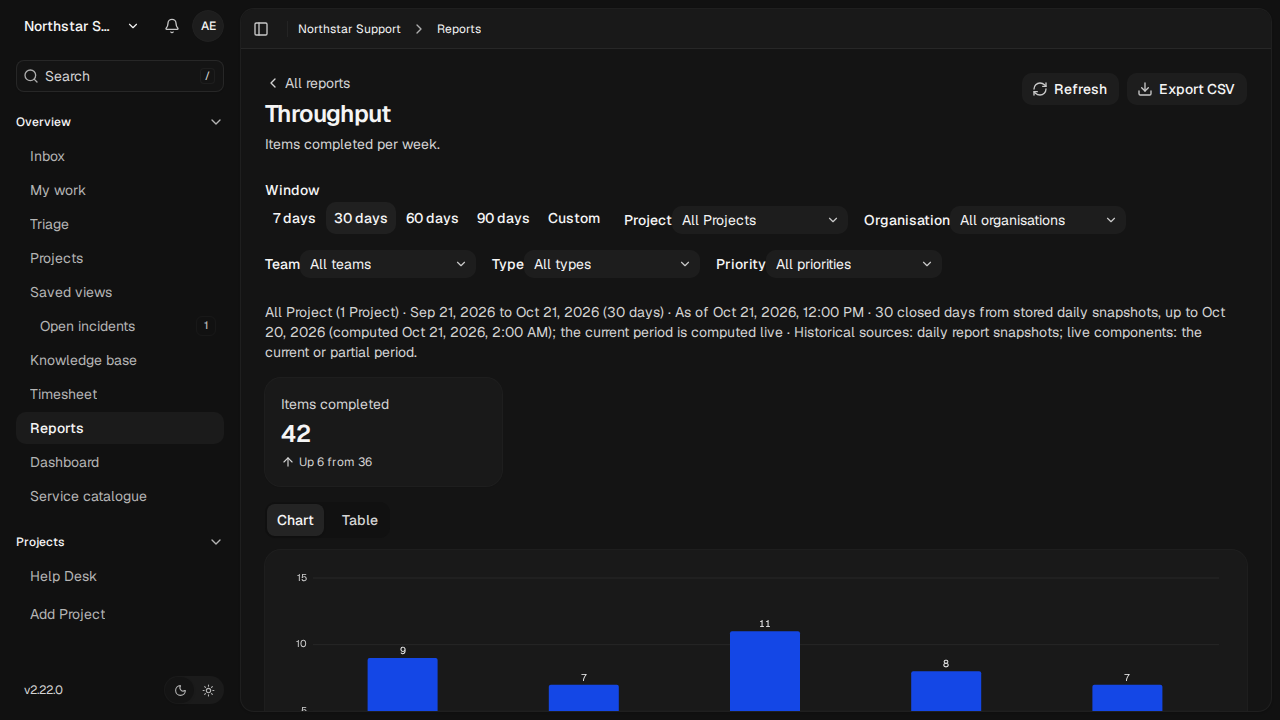 Northstar S...
AE
Search
/
Overview
Inbox
My work
Triage
Projects
Saved views
Open incidents
1
Knowledge base
Timesheet
Reports
Dashboard
Service catalogue
Projects
Help Desk
Add Project
v2.22.0
Northstar Support
Reports
All reports
Refresh
Export CSV
Throughput
Items completed per week.
Window
7 days
30 days
60 days
90 days
Custom
Project
All Projects
Organisation
All organisations
Team
All teams
Type
All types
Priority
All priorities
All Project (1 Project) · Sep 21, 2026 to Oct 21, 2026 (30 days) · As of Oct 21, 2026, 12:00 PM · 30 closed days from stored daily snapshots, up to Oct
20, 2026 (computed Oct 21, 2026, 2:00 AM); the current period is computed live · Historical sources: daily report snapshots; live components: the
current or partial period.
Items completed
42
Up 6 from 36
Chart
Table
15
10
5
9
7
11
8
7